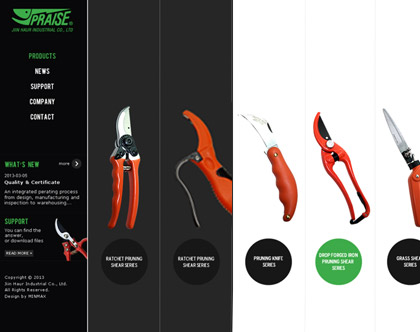 PRAISE®
JIN HAUR INDUSTRIAL CO., LTD
PRODUCTS
NEWS
SUPPORT
COMPANY
CONTACT
WHAT'S NEW
more
2013-03-05
Quality & Certificate
An integrated perating process
from design, manufacturing and
inspection to warehousing...
SUPPORT
You can find the
answer,
or download files
READ MORE
Copyright © 2013
Jin Haur Industrial Co., Ltd.
All Rights Reserved.
Design by MINMAX
RATCHET PRUNING
SHEAR SERIES
RATCHET PRUNING
SHEAR SERIES
PRUNING KNIFE
SERIES
DROP FORGED IRON
PRUNING SHEAR
SERIES
GRASS SHEA
SERIES